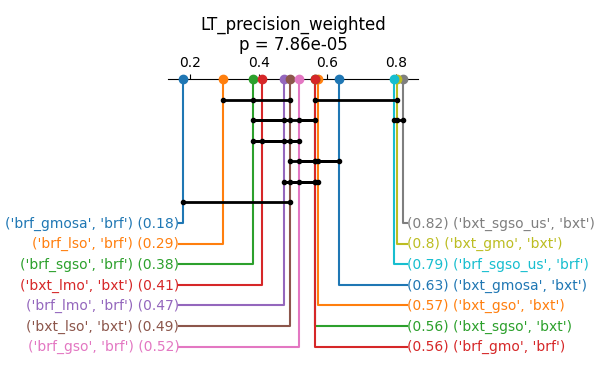 LT_precision_weighted
p = 7.86e-05
0.2 0.4 0.6 0.8
('brf_gmosa', 'brf') (0.18) (0.82) ('bxt_sgso_us', 'bxt')
('brf_lso', 'brf') (0.29) (0.8) ('bxt_gmo', 'bxt')
('brf_sgso', 'brf') (0.38) (0.79) ('brf_sgso_us', 'brf')
('bxt_lmo', 'bxt') (0.41) (0.63) ('bxt_gmosa', 'bxt')
('brf_lmo', 'brf') (0.47) (0.57) ('bxt_gso', 'bxt')
('bxt_lso', 'bxt') (0.49) (0.56) ('bxt_sgso', 'bxt')
('brf_gso', 'brf') (0.52) (0.56) ('brf_gmo', 'brf')